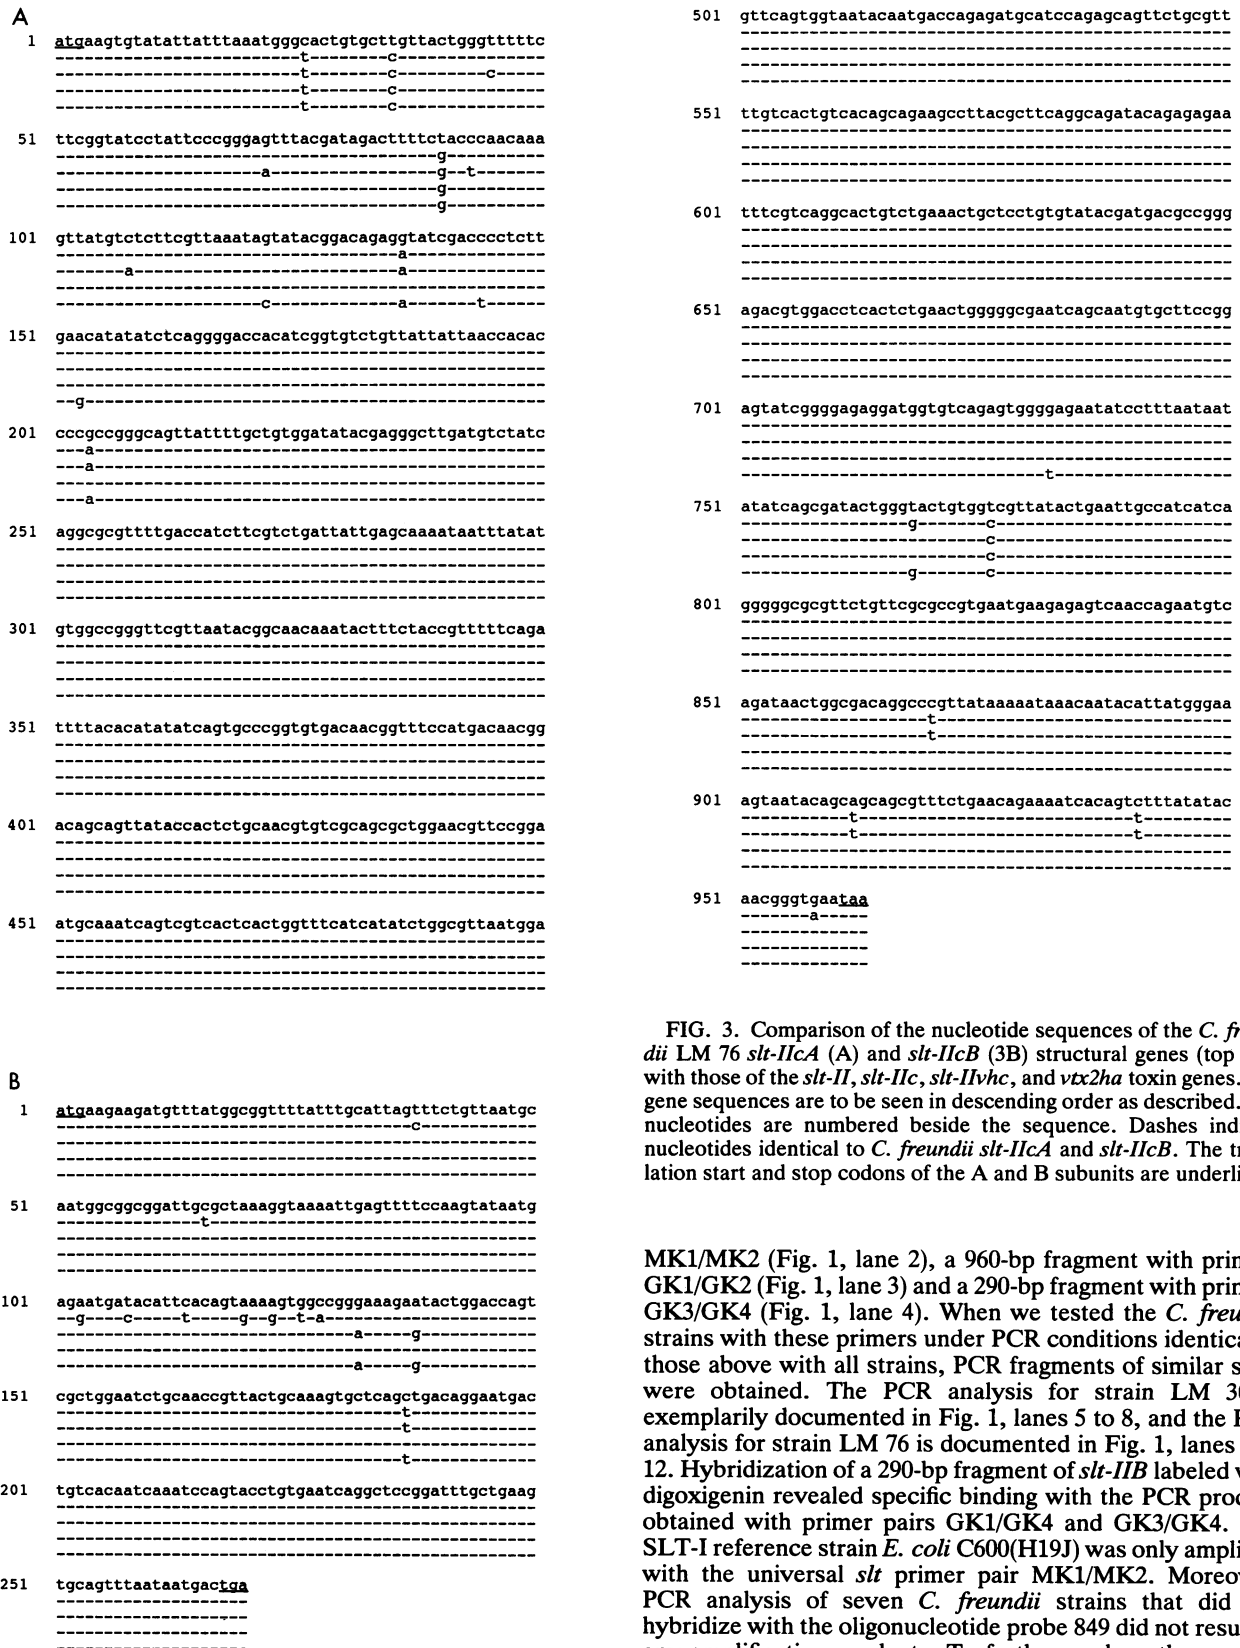 A
1 atgaagtgtatattatttaaatgggcactgtgcttgttactgggtttttc
-------------------------t--------c---------------
-------------------------t--------c---------c-----
-------------------------t--------c---------------
-------------------------t--------c---------------
51 ttcggtatcctattcccgggagtttacgatagacttttctacccaacaaa
---------------------------------------g----------
---------------------a-----------------g--t-------
---------------------------------------g----------
---------------------------------------g----------
101 gttatgtctcttcgttaaatagtatacggacagaggtatcgacccctctt
-----------------------------------a--------------
-------a---------------------------a--------------
--------------------------------------------------
---------------------c-------------a-------t------
151 gaacatatatctcaggggaccacatcggtgtctgttattattaaccacac
--------------------------------------------------
--------------------------------------------------
--------------------------------------------------
--g-----------------------------------------------
201 cccgccgggcagttattttgctgtggatatacgagggcttgatgtctatc
---a----------------------------------------------
---a----------------------------------------------
--------------------------------------------------
---a----------------------------------------------
251 aggcgcgttttgaccatcttcgtctgattattgagcaaaataatttatat
--------------------------------------------------
--------------------------------------------------
--------------------------------------------------
--------------------------------------------------
301 gtggccgggttcgttaatacggcaacaaatactttctaccgtttttcaga
--------------------------------------------------
--------------------------------------------------
--------------------------------------------------
--------------------------------------------------
351 ttttacacatatatcagtgcccggtgtgacaacggtttccatgacaacgg
--------------------------------------------------
--------------------------------------------------
--------------------------------------------------
--------------------------------------------------
401 acagcagttataccactctgcaacgtgtcgcagcgctggaacgttccgga
--------------------------------------------------
--------------------------------------------------
--------------------------------------------------
--------------------------------------------------
451 atgcaaatcagtcgtcactcactggtttcatcatatctggcgttaatgga
--------------------------------------------------
--------------------------------------------------
--------------------------------------------------
--------------------------------------------------
B
1 atgaagaagatgtttatggcggttttatttgcattagtttctgttaatgc
-------------------------------------c------------
--------------------------------------------------
--------------------------------------------------
--------------------------------------------------
51 aatggcggcggattgcgctaaaggtaaaattgagttttccaagtataatg
---------------t----------------------------------
--------------------------------------------------
--------------------------------------------------
--------------------------------------------------
101 agaatgatacattcacagtaaaagtggccgggaaagaatactggaccagt
--g----c-----t-----g--g--t-a----------------------
-------------------------------a-----g------------
--------------------------------------------------
-------------------------------a-----g------------
151 cgctggaatctgcaaccgttactgcaaagtgctcagctgacaggaatgac
------------------------------------t-------------
------------------------------------t-------------
--------------------------------------------------
------------------------------------t-------------
201 tgtcacaatcaaatccagtacctgtgaatcaggctccggatttgctgaag
--------------------------------------------------
--------------------------------------------------
--------------------------------------------------
--------------------------------------------------
251 tgcagtttaataatgactga
--------------------
--------------------
--------------------
--------------------
501 gttcagtggtaatacaatgaccagagatgcatccagagcagttctgcgtt
--------------------------------------------------
--------------------------------------------------
--------------------------------------------------
--------------------------------------------------
551 ttgtcactgtcacagcagaagccttacgcttcaggcagatacagagagaa
--------------------------------------------------
--------------------------------------------------
--------------------------------------------------
--------------------------------------------------
601 tttcgtcaggcactgtctgaaactgctcctgtgtatacgatgacgccggg
--------------------------------------------------
--------------------------------------------------
--------------------------------------------------
--------------------------------------------------
651 agacgtggacctcactctgaactgggggcgaatcagcaatgtgcttccgg
--------------------------------------------------
--------------------------------------------------
--------------------------------------------------
--------------------------------------------------
701 agtatcggggagaggatggtgtcagagtggggagaatatcctttaataat
--------------------------------------------------
--------------------------------------------------
--------------------------------------------------
-------------------------------t------------------
751 atatcagcgatactgggtactgtggtcgttatactgaattgccatcatca
-----------------g-------c------------------------
-------------------------c------------------------
-------------------------c------------------------
-----------------g-------c------------------------
801 gggggcgcgttctgttcgcgccgtgaatgaagagagtcaaccagaatgtc
--------------------------------------------------
--------------------------------------------------
--------------------------------------------------
--------------------------------------------------
851 agataactggcgacaggcccgttataaaaataaacaatacattatgggaa
-------------------t------------------------------
-------------------t------------------------------
--------------------------------------------------
--------------------------------------------------
901 agtaatacagcagcagcgtttctgaacagaaaatcacagtctttatatac
-----------t----------------------------t---------
-----------t----------------------------t---------
--------------------------------------------------
--------------------------------------------------
951 aacgggtgaataa
-------a-----
-------------
-------------
-------------
FIG. 3. Comparison of the nucleotide sequences of the C. fr
dii LM 76 slt-IIcA (A) and slt-IIcB (3B) structural genes (top
with those of the slt-II, slt-IIc, slt-IIvhc, and vtx2ha toxin genes.
gene sequences are to be seen in descending order as described.
nucleotides are numbered beside the sequence. Dashes ind
nucleotides identical to C. freundii slt-IIcA and slt-IIcB. The tr
lation start and stop codons of the A and B subunits are underli
MK1/MK2 (Fig. 1, lane 2), a 960-bp fragment with prin
GK1/GK2 (Fig. 1, lane 3) and a 290-bp fragment with prin
GK3/GK4 (Fig. 1, lane 4). When we tested the C. freu
strains with these primers under PCR conditions identica
those above with all strains, PCR fragments of similar s
were obtained. The PCR analysis for strain LM 30
exemplarily documented in Fig. 1, lanes 5 to 8, and the P
analysis for strain LM 76 is documented in Fig. 1, lanes
12. Hybridization of a 290-bp fragment of slt-IIB labeled v
digoxigenin revealed specific binding with the PCR prod
obtained with primer pairs GK1/GK4 and GK3/GK4.
SLT-I reference strain E. coli C600(H19J) was only ampli
with the universal slt primer pair MK1/MK2. Moreov
PCR analysis of seven C. freundii strains that did
hybridize with the oligonucleotide probe 849 did not resu